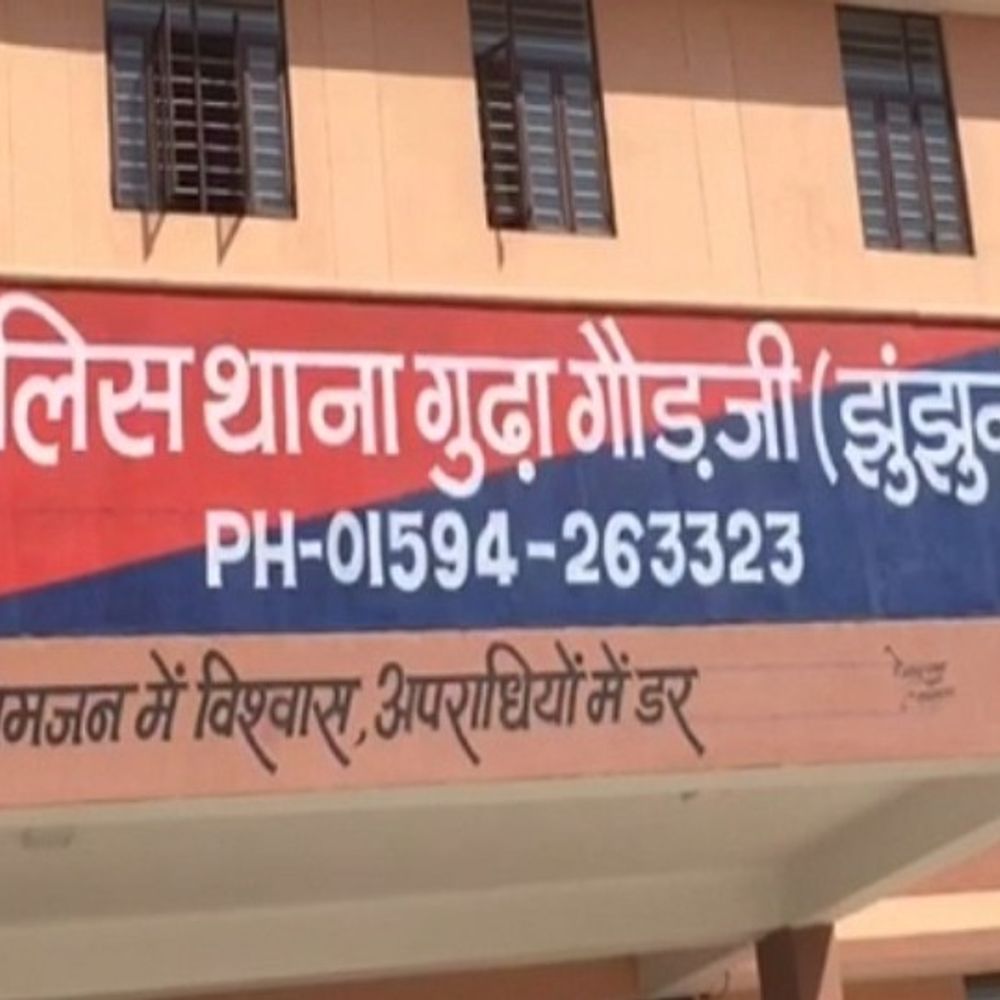 लिस थाना गुढ़ा गौड़जी (झुंझुन
PH-01594-263323
मजन में विश्वास, अपराधियों में डर